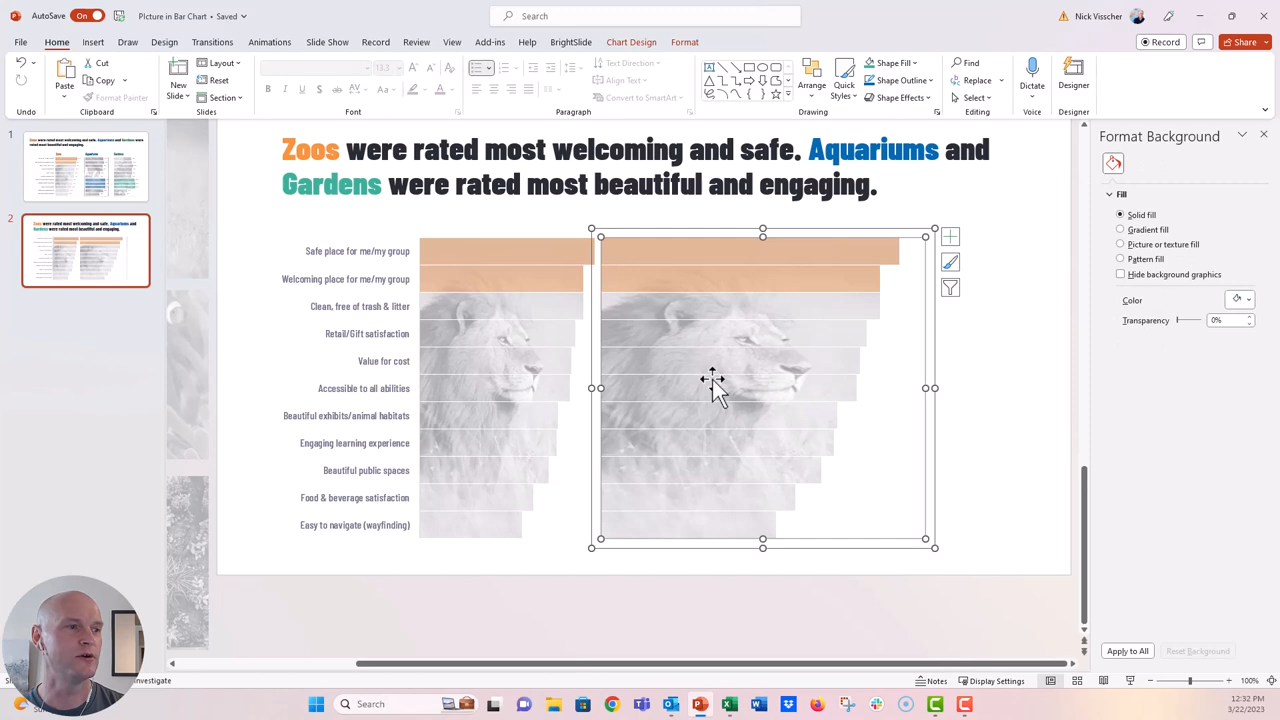 AutoSave On Picture in Bar Chart • Saved Search Nick Visscher
File Home Insert Draw Design Transitions Animations Slide Show Record Review View Add-ins Help BrightSlide Chart Design Format Record Share
Paste Cut Copy Format Painter New Slide Layout Reset Section 13.3 Text Direction Align Text Convert to SmartArt Arrange Quick Styles Shape Fill Shape Outline Shape Effects Find Replace Select Dictate Designer
Undo Clipboard Slides Font Paragraph Drawing Editing Voice Designer
1
2
Zoos were rated most welcoming and safe. Aquariums and
Gardens were rated most beautiful and engaging.
Safe place for me/my group
Welcoming place for me/my group
Clean, free of trash & litter
Retail/Gift satisfaction
Value for cost
Accessible to all abilities
Beautiful exhibits/animal habitats
Engaging learning experience
Beautiful public spaces
Food & beverage satisfaction
Easy to navigate (wayfinding)
Format Background
Fill
Solid fill
Gradient fill
Picture or texture fill
Pattern fill
Hide background graphics
Color
Transparency 0%
Apply to All Reset Background
Notes Display Settings 100%
Search
12:32 PM
3/22/2023